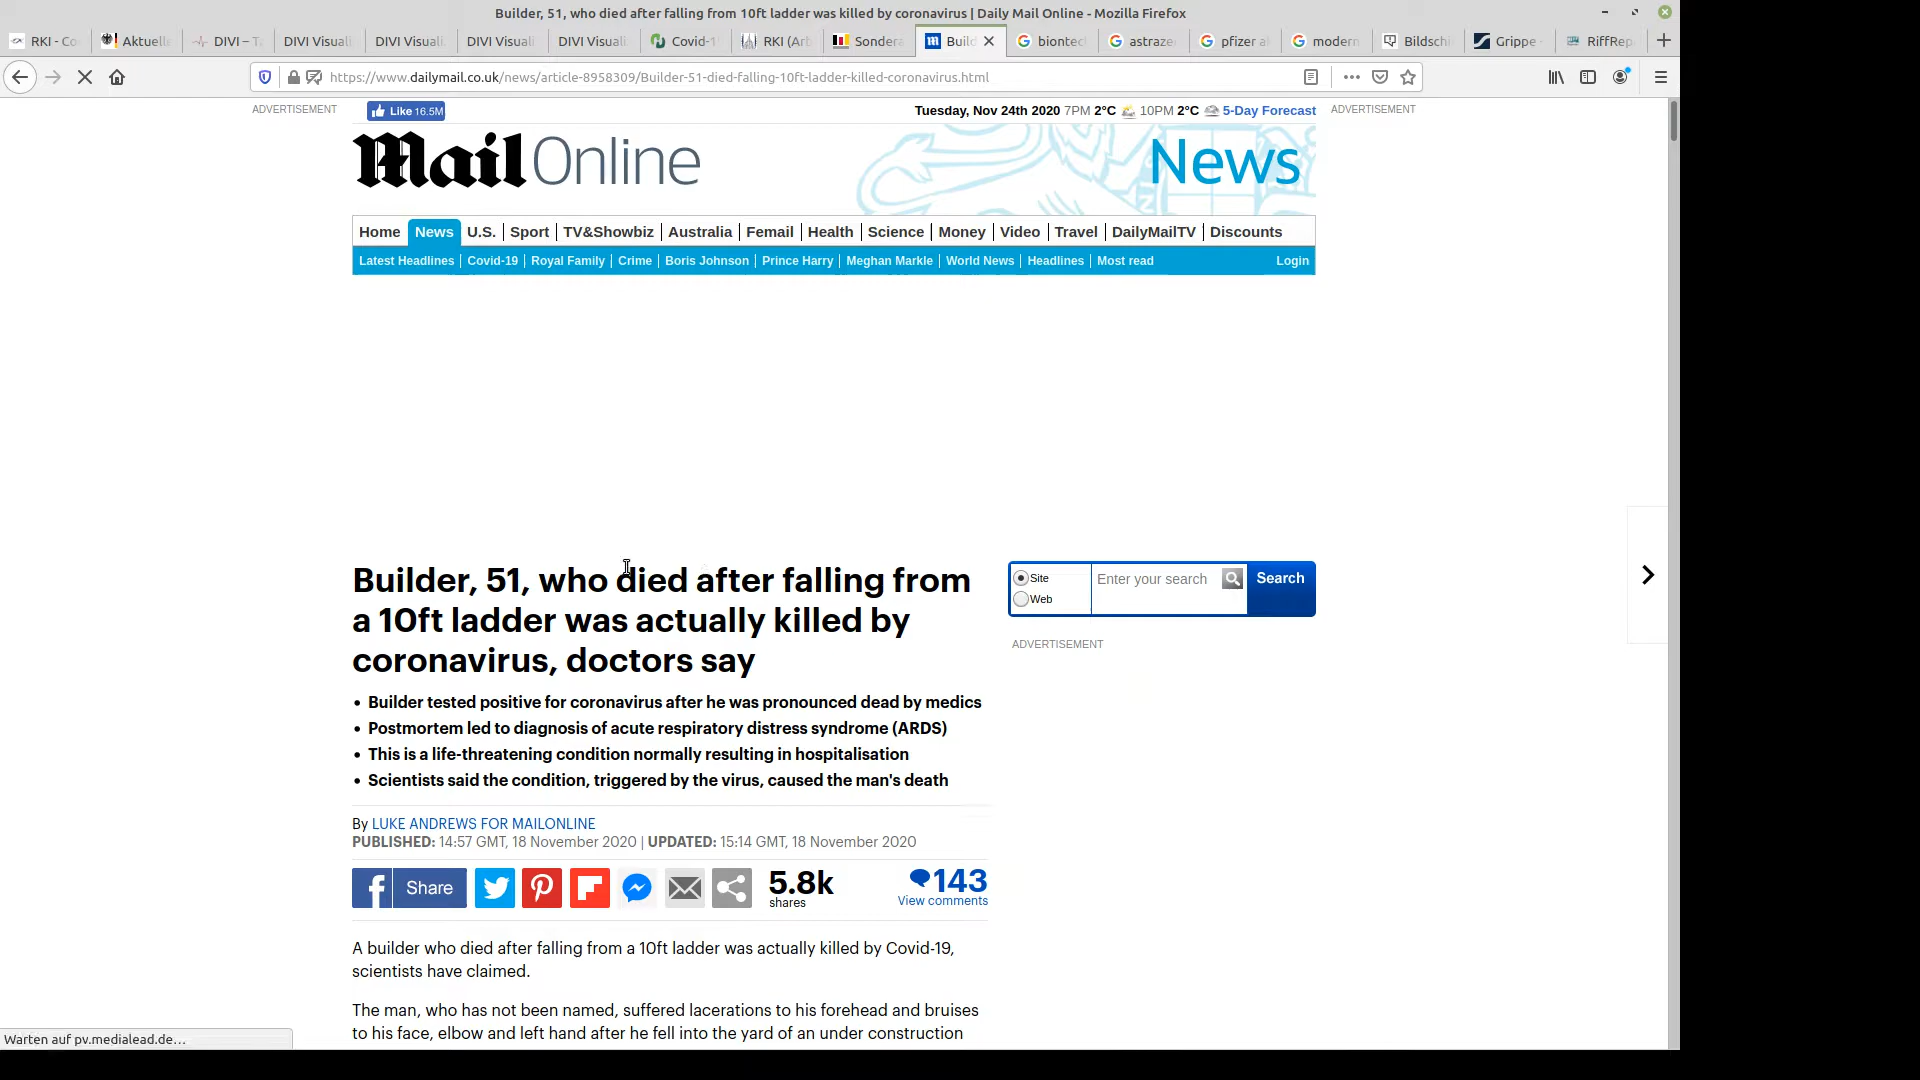 Builder, 51, who died after falling from 10ft ladder was killed by coronavirus | Daily Mail Online - Mozilla Firefox
RKI - Co Aktuelle DIVI – T DIVI Visuali DIVI Visuali DIVI Visuali DIVI Visuali Covid-1 RKI (Art Sondera Build biontec astraze pfizer a modern Bildschi Grippe - RiffRep
https://www.dailymail.co.uk/news/article-8958309/Builder-51-died-falling-10ft-ladder-killed-coronavirus.html
ADVERTISEMENT Like 16.5M Tuesday, Nov 24th 2020 7PM 2°C 10PM 2°C 5-Day Forecast ADVERTISEMENT
Mail Online News
Home News U.S. Sport TV&Showbiz Australia Femail Health Science Money Video Travel DailyMailTV Discounts
Latest Headlines Covid-19 Royal Family Crime Boris Johnson Prince Harry Meghan Markle World News Headlines Most read Login
Builder, 51, who died after falling from
a 10ft ladder was actually killed by
coronavirus, doctors say
• Builder tested positive for coronavirus after he was pronounced dead by medics
• Postmortem led to diagnosis of acute respiratory distress syndrome (ARDS)
• This is a life-threatening condition normally resulting in hospitalisation
• Scientists said the condition, triggered by the virus, caused the man's death
By LUKE ANDREWS FOR MAILONLINE
PUBLISHED: 14:57 GMT, 18 November 2020 | UPDATED: 15:14 GMT, 18 November 2020
Share 5.8k 143
shares View comments
A builder who died after falling from a 10ft ladder was actually killed by Covid-19,
scientists have claimed.
The man, who has not been named, suffered lacerations to his forehead and bruises
to his face, elbow and left hand after he fell into the yard of an under construction
Site Enter your search Search
Web
ADVERTISEMENT
Warten auf pv.medialead.de…